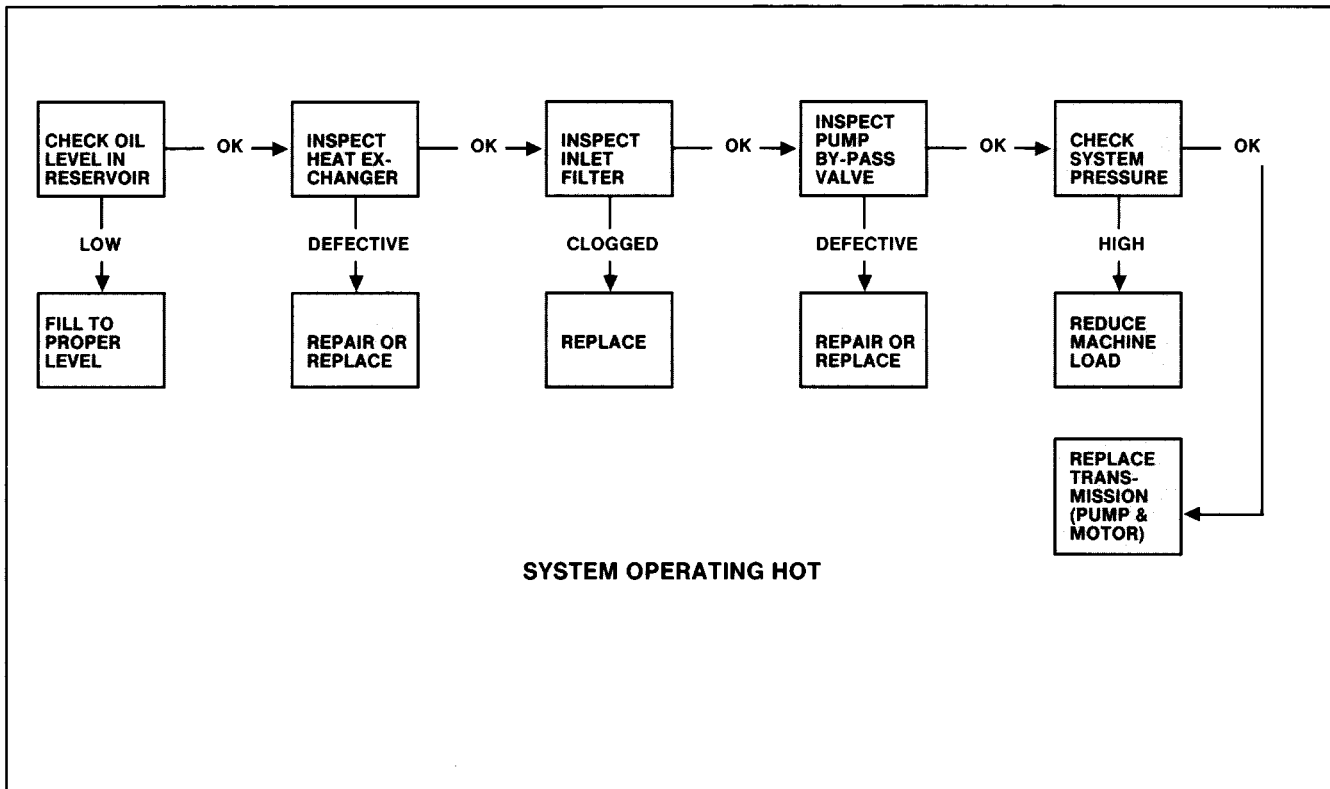 CHECK OIL
LEVEL IN
RESERVOIR
OK
INSPECT
HEAT EX-
CHANGER
OK
INSPECT
INLET
FILTER
OK
INSPECT
PUMP
BY-PASS
VALVE
OK
CHECK
SYSTEM
PRESSURE
OK
LOW
DEFECTIVE
CLOGGED
DEFECTIVE
HIGH
FILL TO
PROPER
LEVEL
REPAIR OR
REPLACE
REPLACE
REPAIR OR
REPLACE
REDUCE
MACHINE
LOAD
REPLACE
TRANS-
MISSION
(PUMP &
MOTOR)
SYSTEM OPERATING HOT